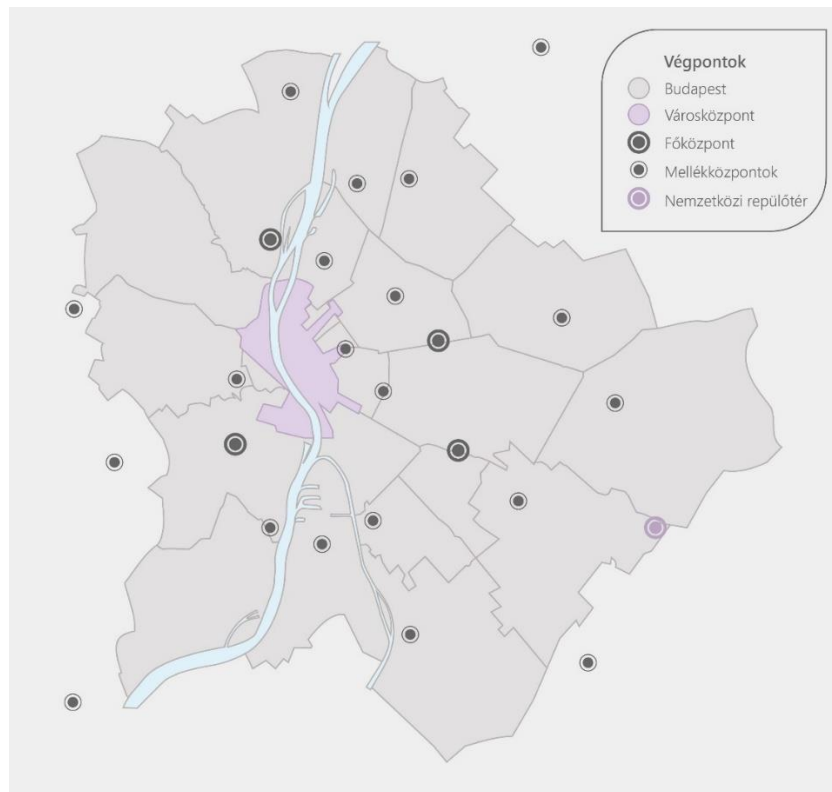 Végpontok
Budapest
Városközpont
Főközpont
Mellékközpontok
Nemzetközi repülőtér